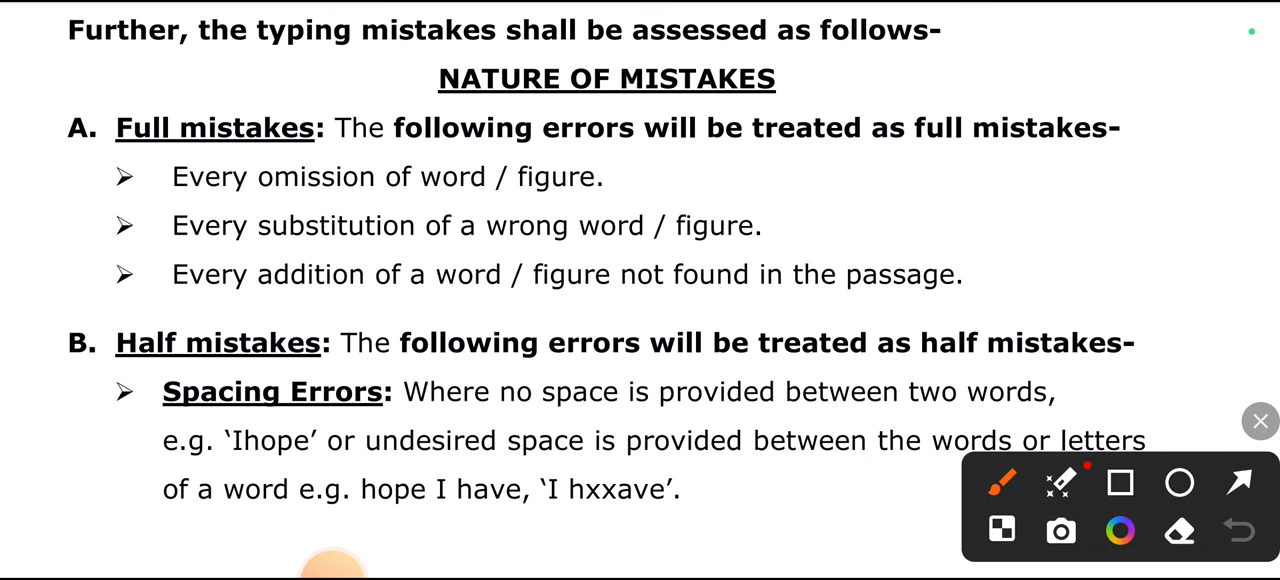 Further, the typing mistakes shall be assessed as follows-
NATURE OF MISTAKES
A. Full mistakes: The following errors will be treated as full mistakes-
➢ Every omission of word / figure.
➢ Every substitution of a wrong word / figure.
➢ Every addition of a word / figure not found in the passage.
B. Half mistakes: The following errors will be treated as half mistakes-
➢ Spacing Errors: Where no space is provided between two words,
e.g. ‘Ihope’ or undesired space is provided between the words or letters
of a word e.g. hope I have, ‘I hxxave’.